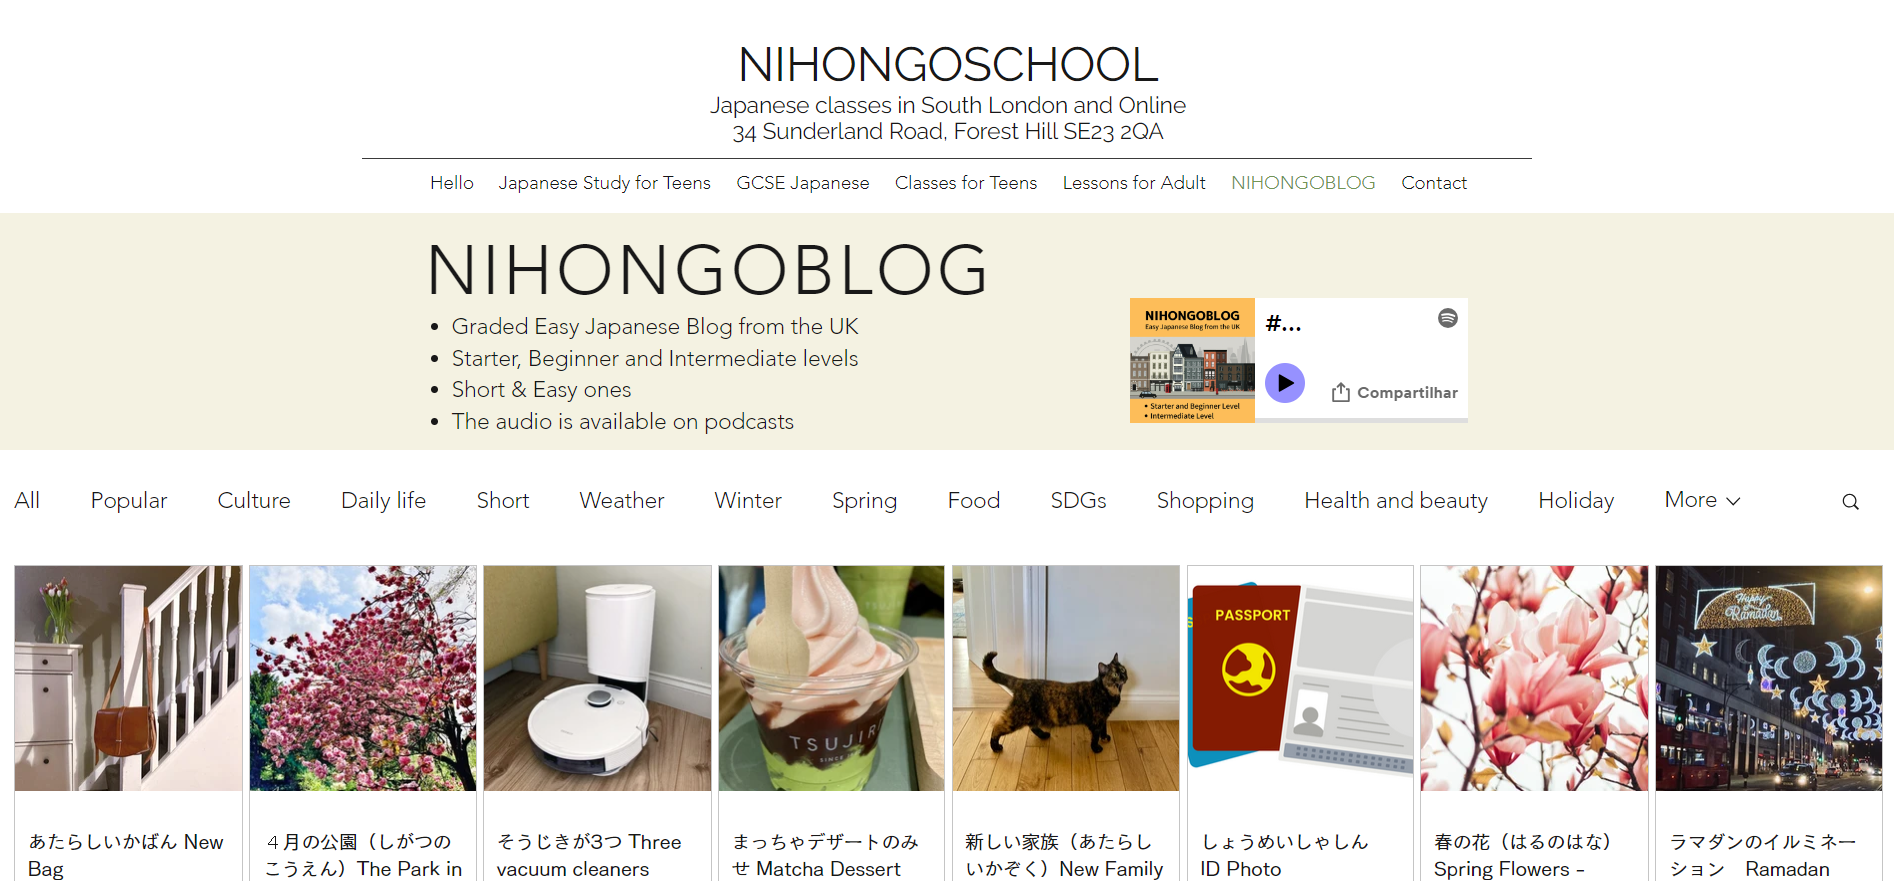 NIHONGOSCHOOL
Japanese classes in South London and Online
34 Sunderland Road, Forest Hill SE23 2QA
Hello Japanese Study for Teens GCSE Japanese Classes for Teens Lessons for Adult NIHONGOBLOG Contact
NIHONGOBLOG
• Graded Easy Japanese Blog from the UK
• Starter, Beginner and Intermediate levels
• Short & Easy ones
• The audio is available on podcasts
NIHONGOBLOG
Easy Japanese Blog from the UK
• Starter and Beginner Level
• Intermediate Level
#...
Compartilhar
All Popular Culture Daily life Short Weather Winter Spring Food SDGs Shopping Health and beauty Holiday More
TSUJIRI
SINCE
PASSPORT
Happy
Ramadan
あたらしいかばん New
Bag
４月の公園（しがつの
こうえん）The Park in
そうじきが3つ Three
vacuum cleaners
まっちゃデザートのみ
せ Matcha Dessert
新しい家族（あたらし
いかぞく）New Family
しょうめいしゃしん
ID Photo
春の花（はるのはな）
Spring Flowers -
ラマダンのイルミネー
ション　Ramadan